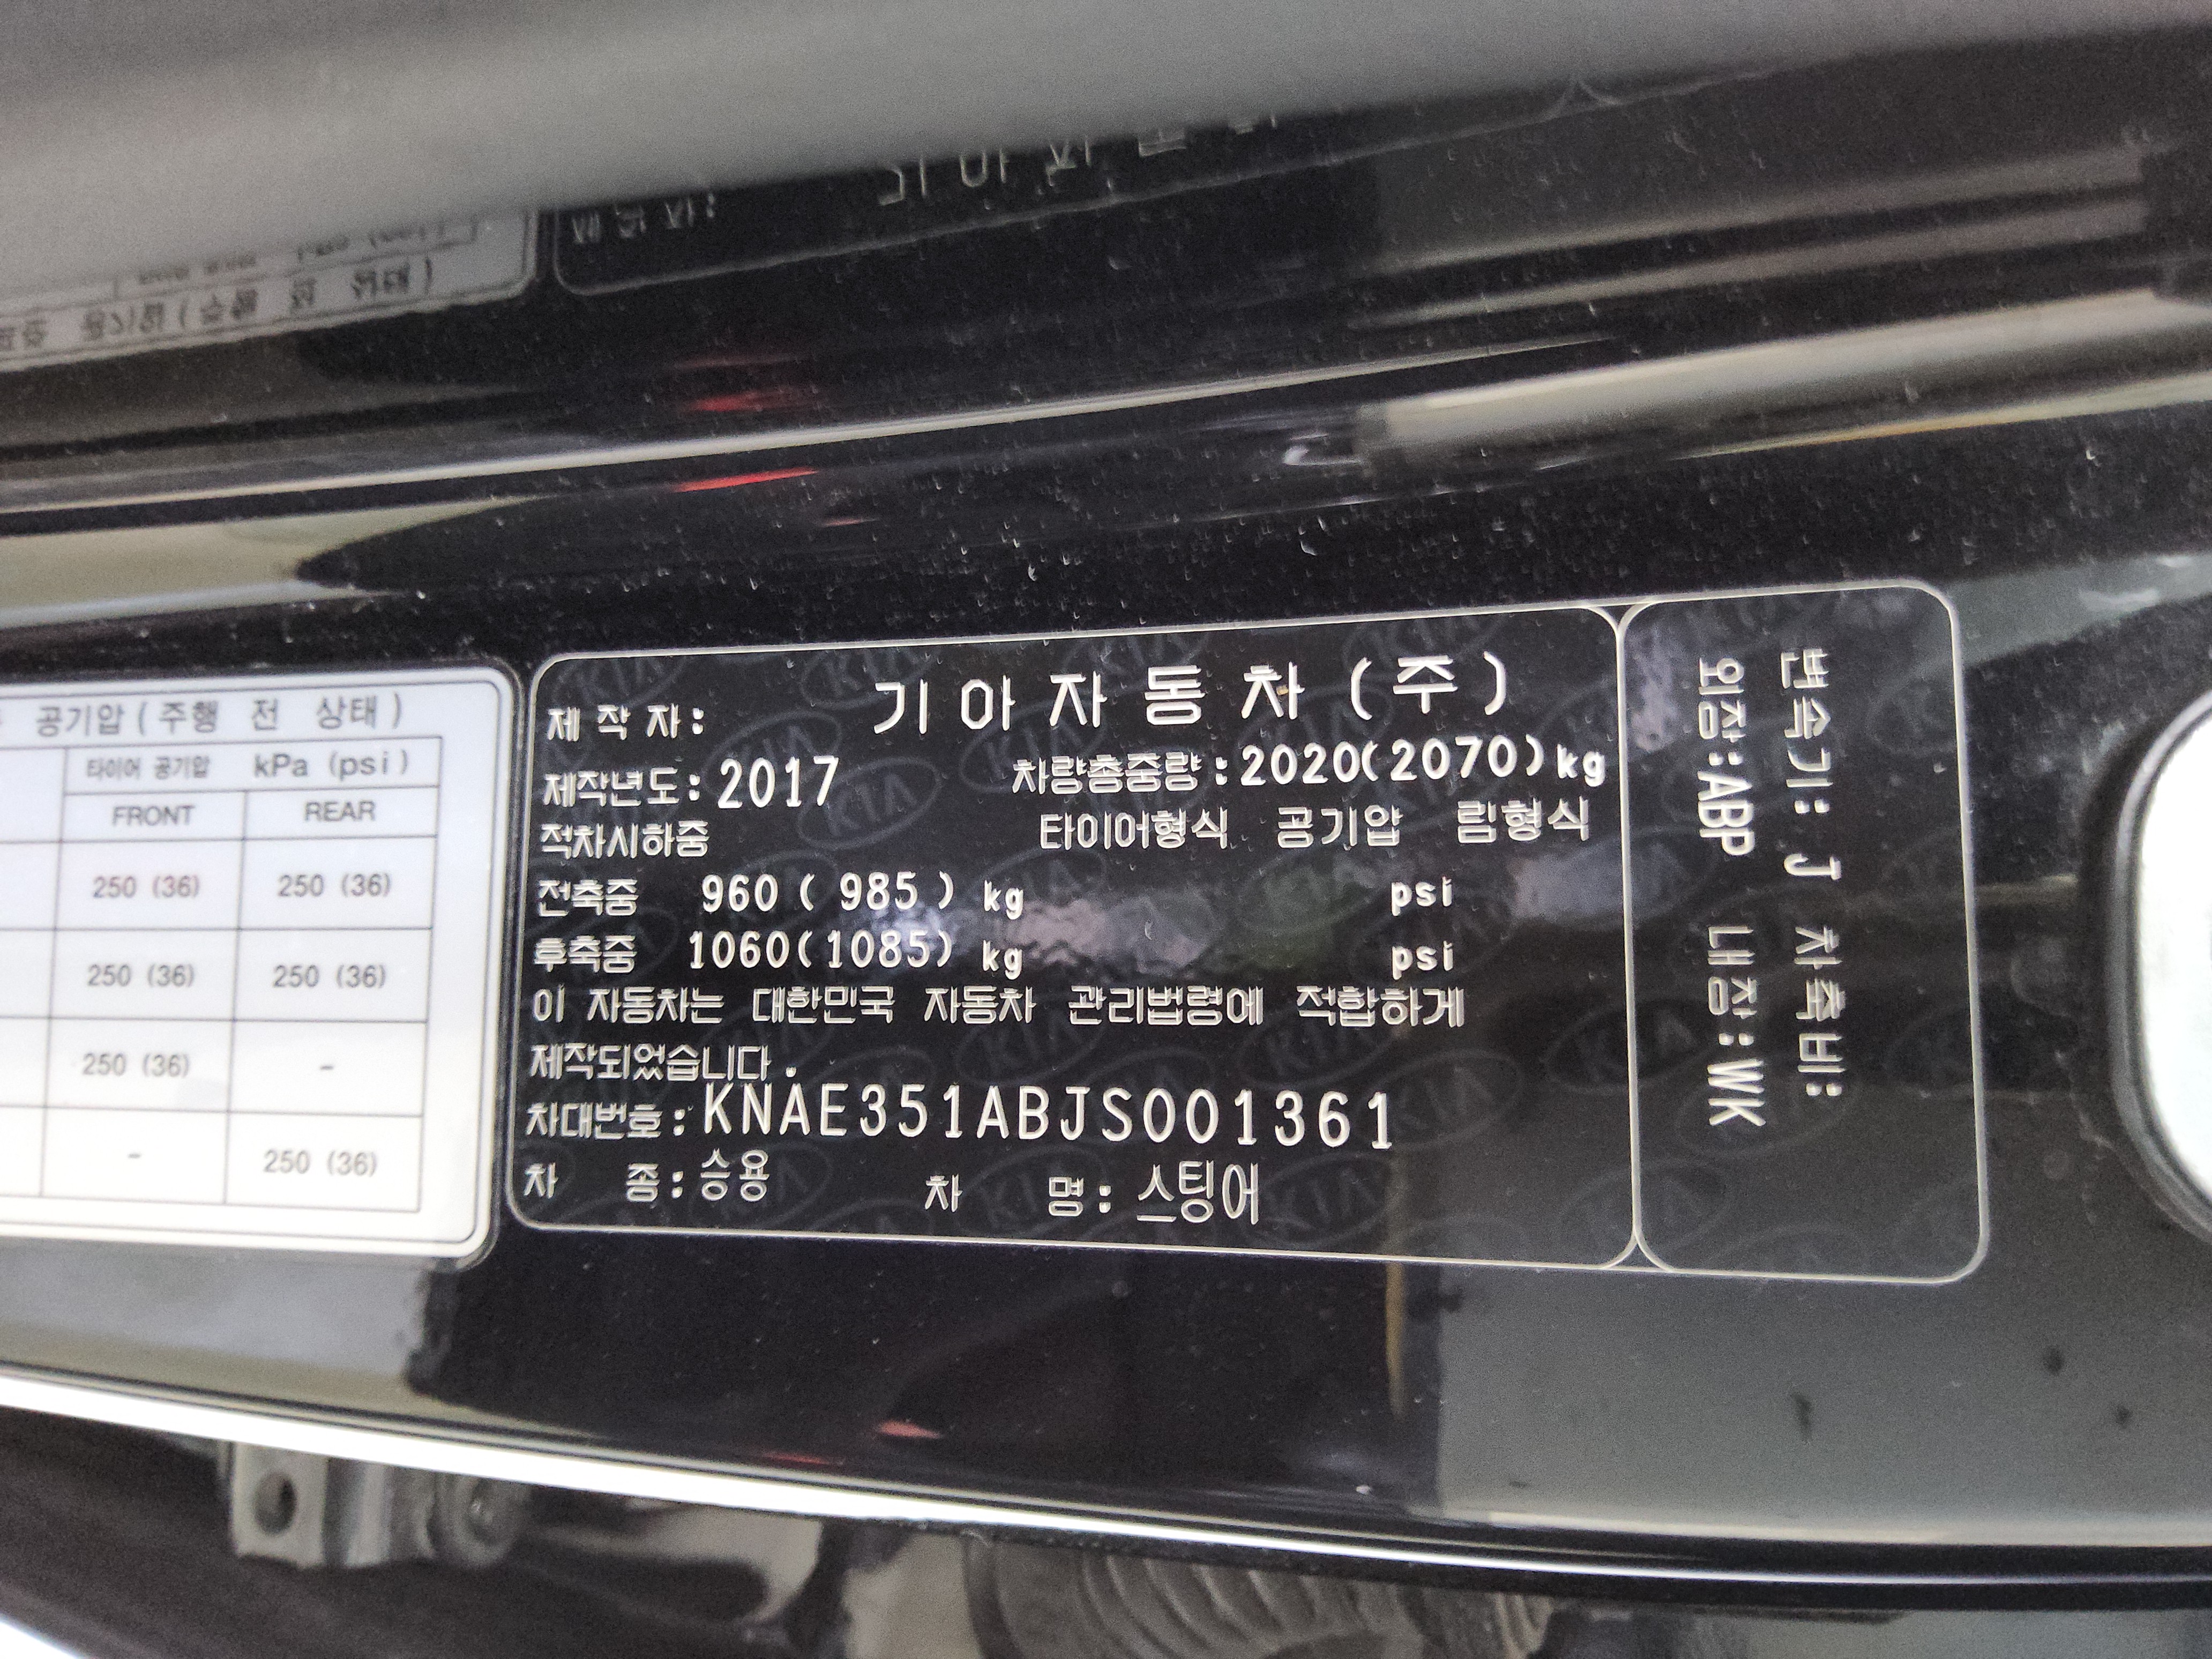 공기압(주행 전 상태)
타이어 공기압 kPa (psi)
FRONT REAR
250 (36) 250 (36)
250 (36) 250 (36)
250 (36) -
- 250 (36)
제 작 자: 기아자동차(주)
제작년도:2017 차량총중량:2020(2070)kg
적차시하중 타이어형식 공기압 림형식
전축중 960( 985 ) kg psi
후축중 1060(1085) kg psi
이 자동차는 대한민국 자동차 관리법령에 적합하게
제작되었습니다.
차대번호:KNAE351ABJS001361
차 종:승용 차 명:스팅어
변속기: J 차축비:
외장:ABP 내장:WK
KIA